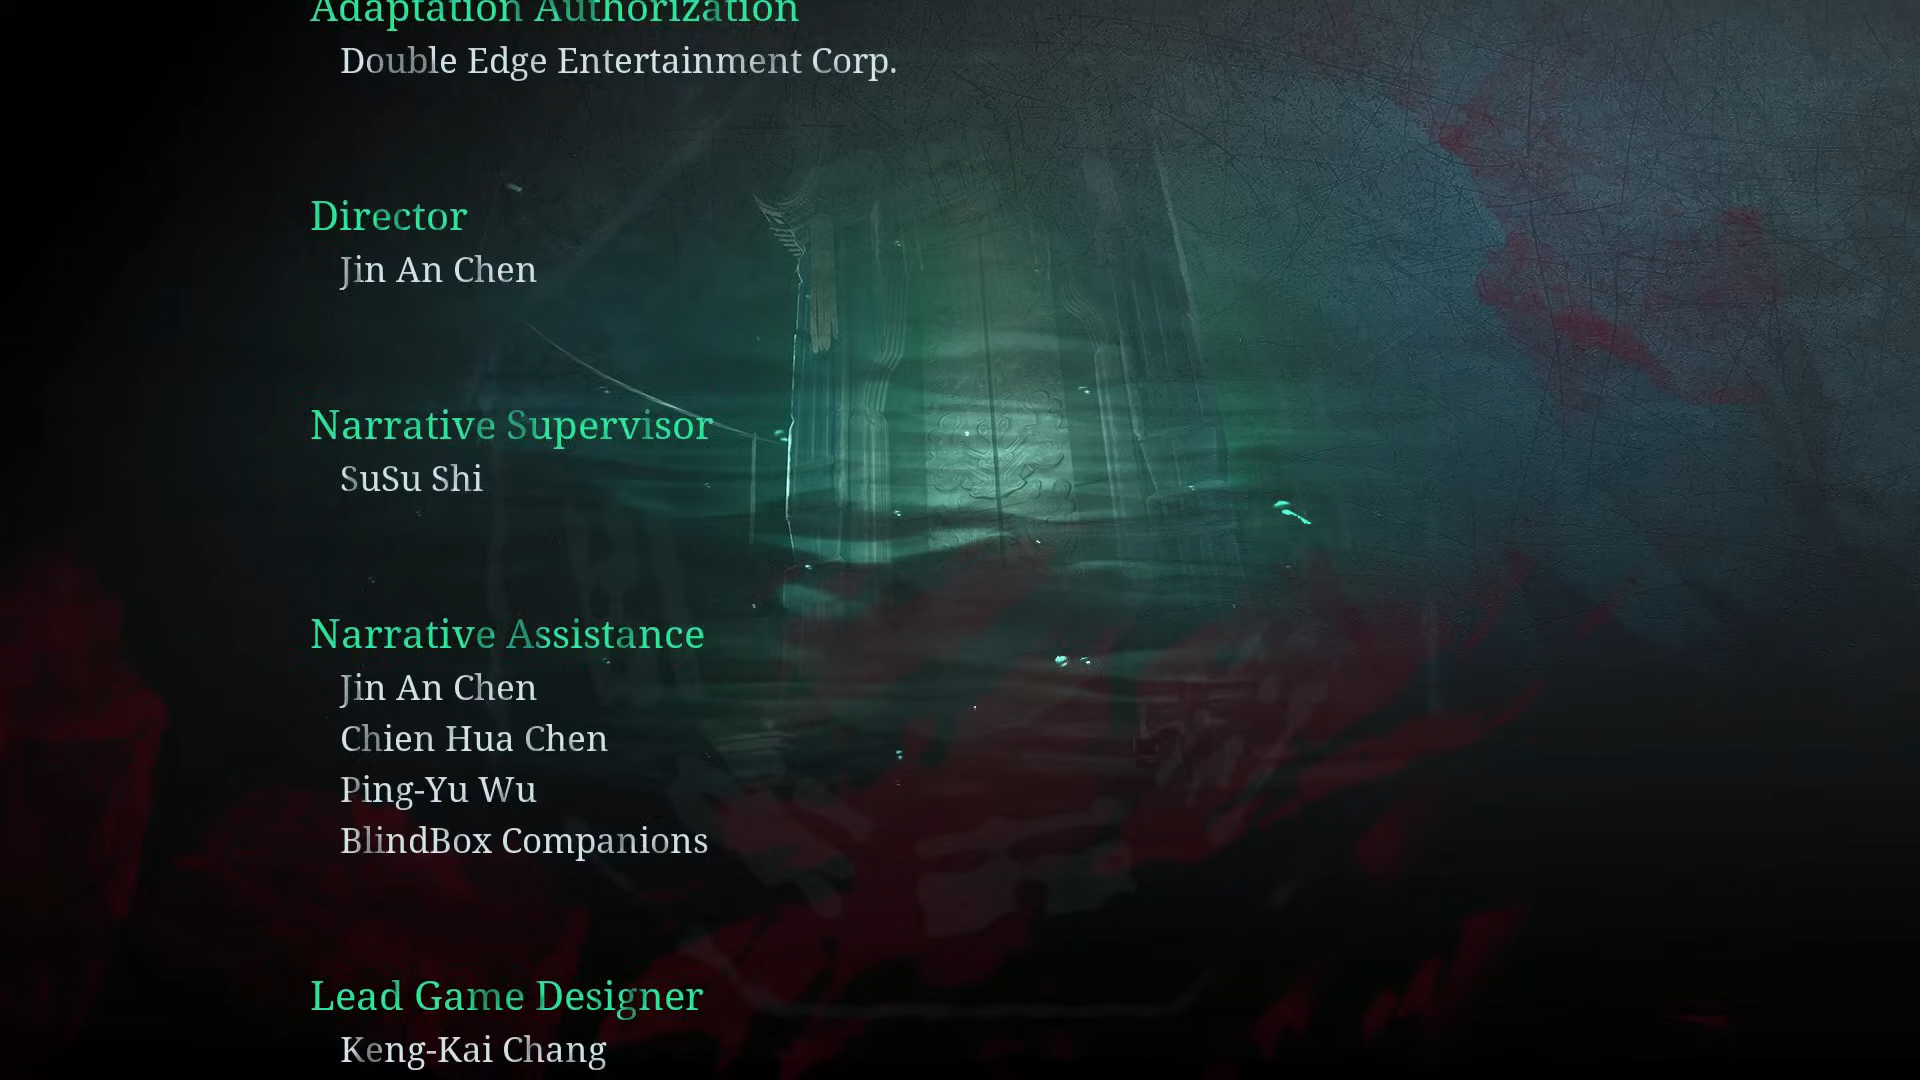 Adaptation Authorization
Double Edge Entertainment Corp.
Director
Jin An Chen
Narrative Supervisor
SuSu Shi
Narrative Assistance
Jin An Chen
Chien Hua Chen
Ping-Yu Wu
BlindBox Companions
Lead Game Designer
Keng-Kai Chang